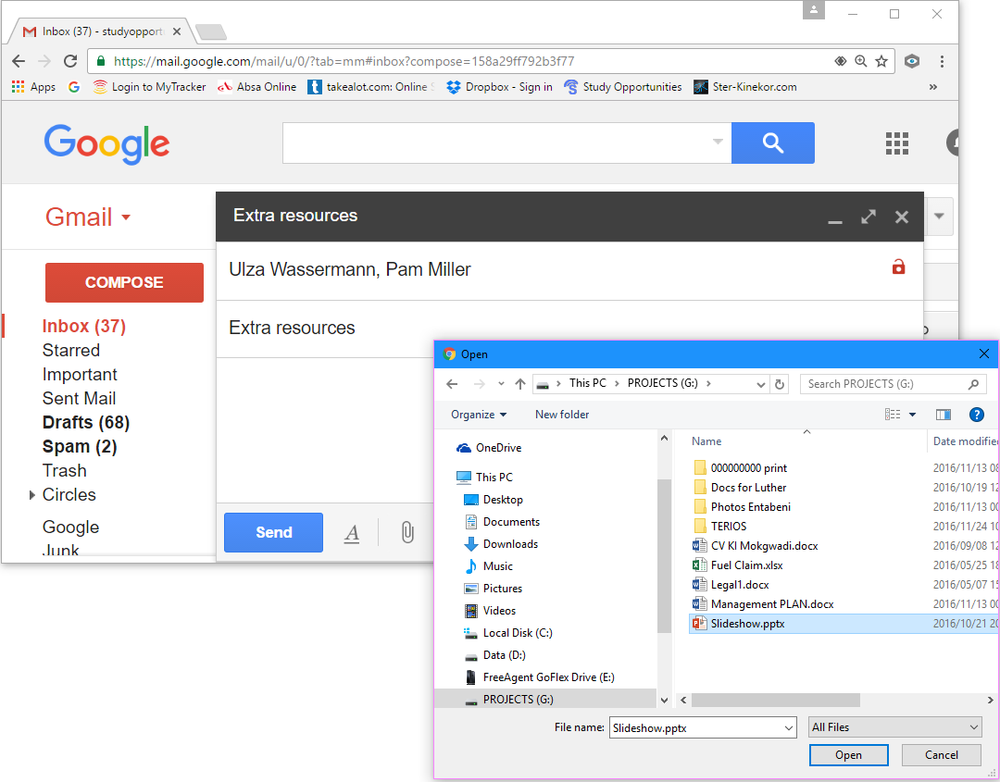 Inbox (37) - studyopport
https://mail.google.com/mail/u/0/?tab=mm#inbox?compose=158a29ff792b3f77
Apps G Login to MyTracker Absa Online takealot.com: Online S Dropbox - Sign in Study Opportunities Ster-Kinekor.com »
Google
Gmail
Extra resources
COMPOSE
Ulza Wassermann, Pam Miller
Inbox (37)
Starred
Extra resources
Important
Sent Mail
Drafts (68)
Spam (2)
Trash
Circles
Google
Junk
Send A
Open
This PC PROJECTS (G:)
Search PROJECTS (G:)
Organize New folder ?
OneDrive
This PC
Desktop
Documents
Downloads
Music
Pictures
Videos
Local Disk (C:)
Data (D:)
FreeAgent GoFlex Drive (E:)
PROJECTS (G:)
Name Date modifie
000000000 print 2016/11/13 08
Docs for Luther 2016/10/19 12
Photos Entabeni 2016/11/13 00
TERIOS 2016/11/24 10
CV KI Mokgwadi.docx 2016/09/08 12
Fuel Claim.xlsx 2016/05/25 18
Legal1.docx 2016/05/07 15
Management PLAN.docx 2016/11/13 00
Slideshow.pptx 2016/10/21 20
File name: Slideshow.pptx All Files
Open Cancel